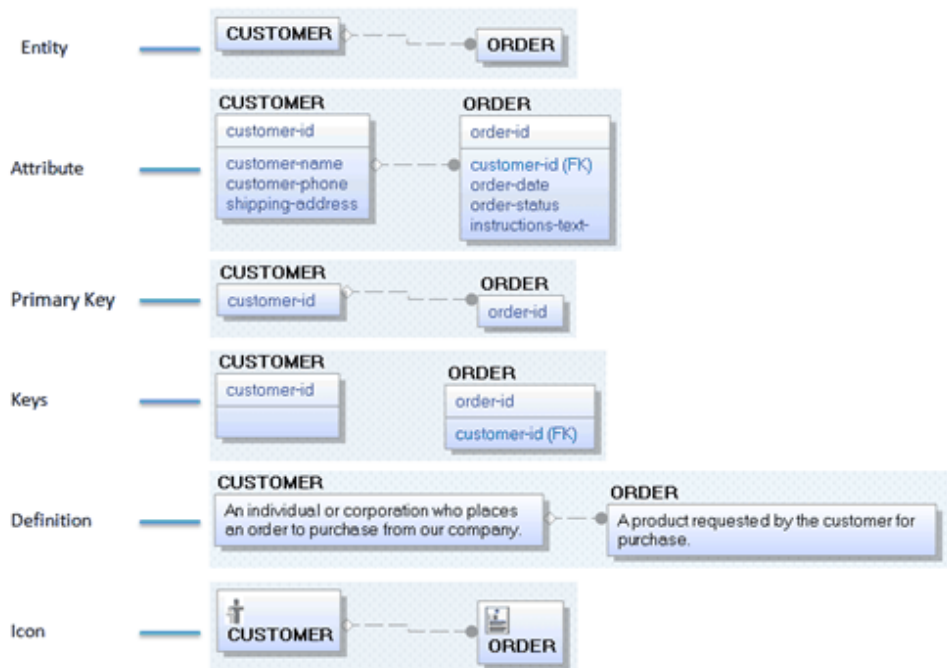 Entity
CUSTOMER
ORDER
Attribute
CUSTOMER
customer-id
customer-name
customer-phone
shipping-address
ORDER
order-id
customer-id (FK)
order-date
order-status
instructions-text-
Primary Key
CUSTOMER
customer-id
ORDER
order-id
Keys
CUSTOMER
customer-id
ORDER
order-id
customer-id (FK)
Definition
CUSTOMER
An individual or corporation who places
an order to purchase from our company.
ORDER
A product requested by the customer for
purchase.
Icon
CUSTOMER
ORDER